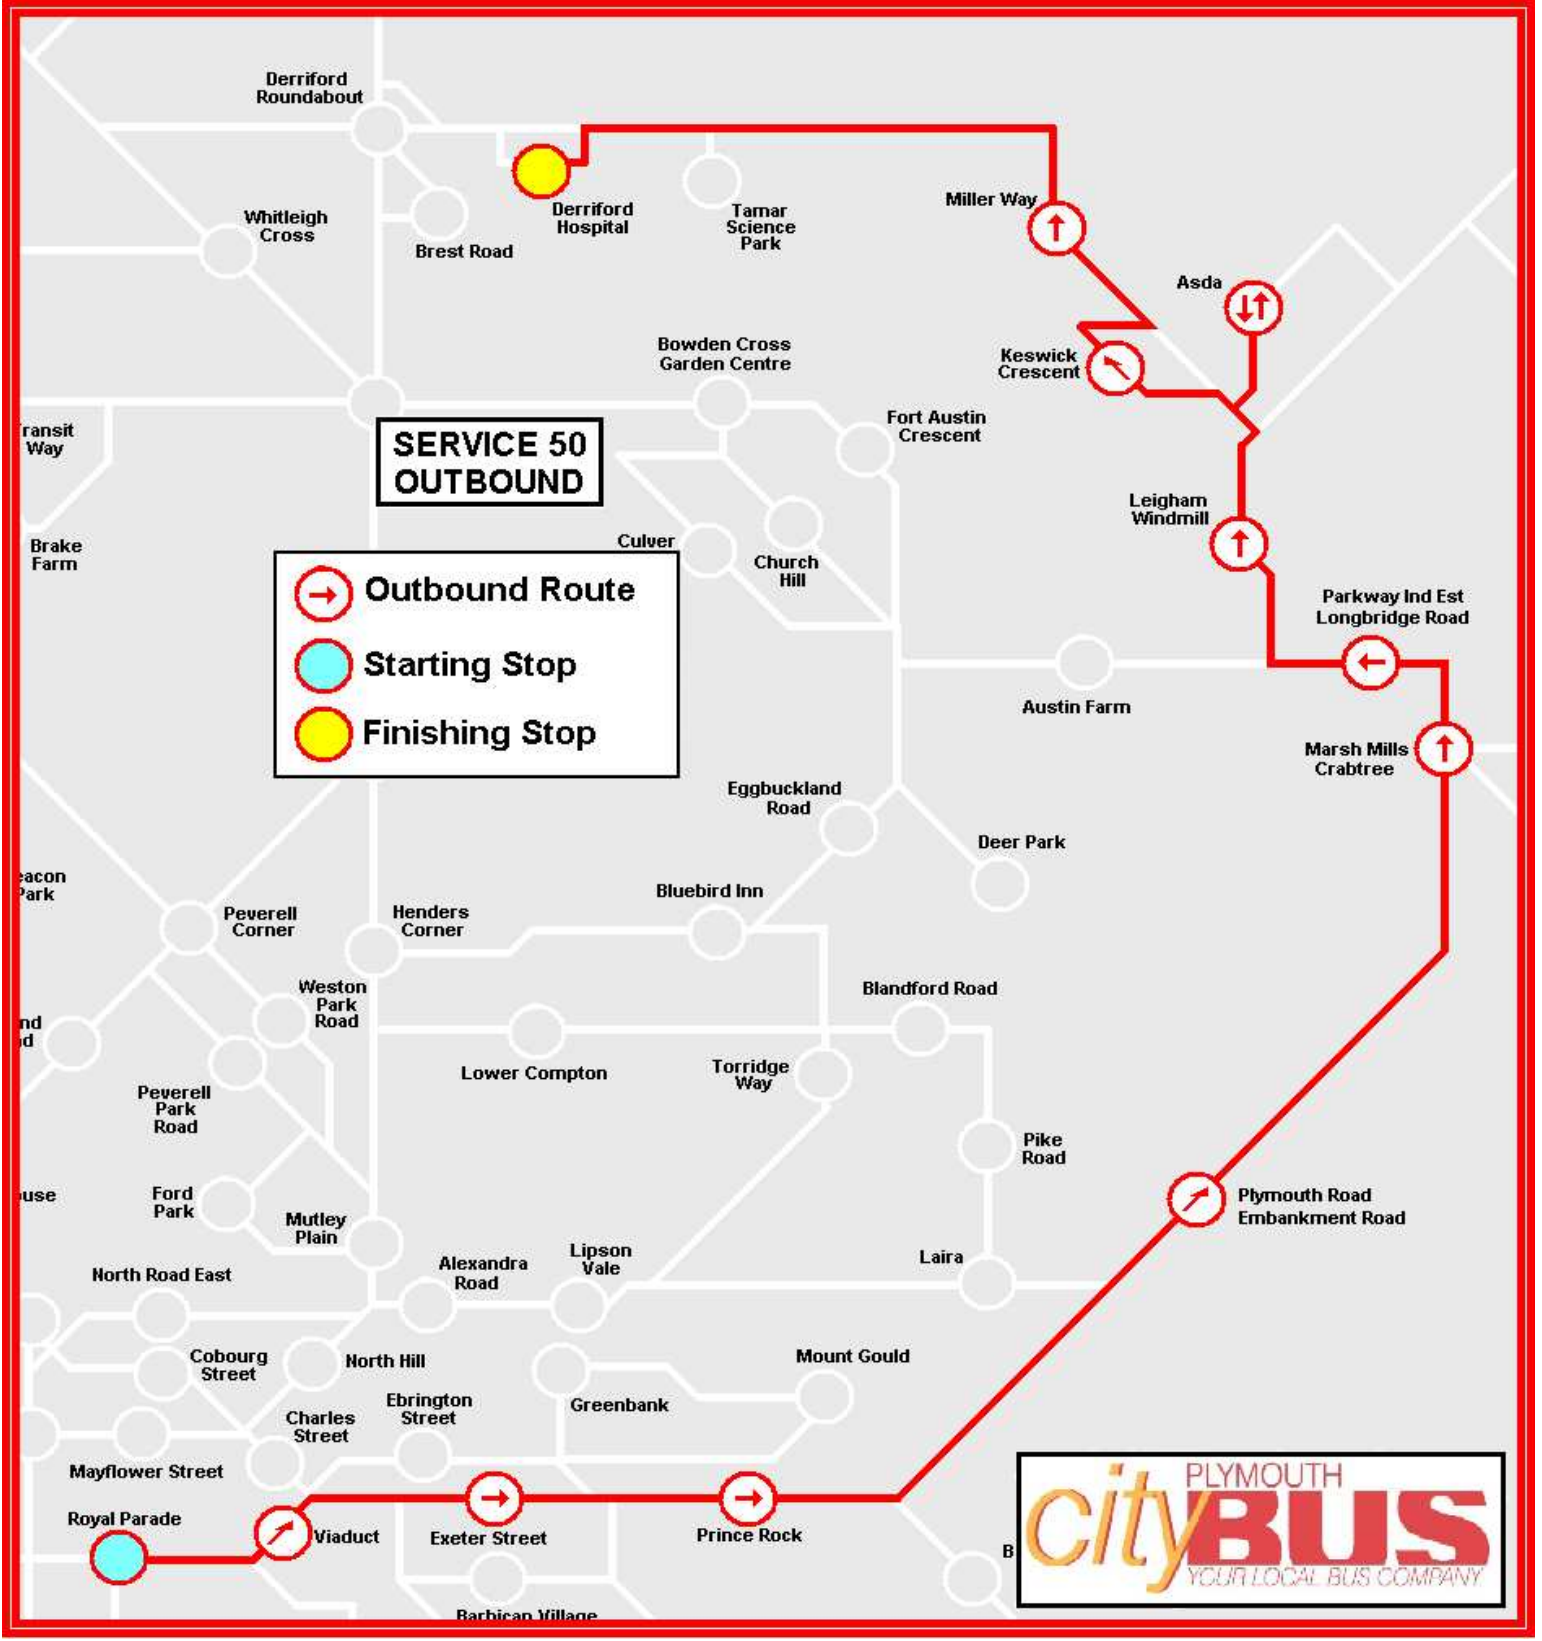 Derriford
Roundabout
Whitleigh
Cross
Brest Road
Derriford
Hospital
Tamar
Science
Park
Miller Way
Asda
Keswick
Crescent
Bowden Cross
Garden Centre
Fort Austin
Crescent
Way
SERVICE 50
OUTBOUND
Leigham
Windmill
Brake
Farm
Culver
Church
Hill
Outbound Route
Starting Stop
Finishing Stop
Parkway Ind Est
Longbridge Road
Austin Farm
Marsh Mills
Crabtree
Eggbuckland
Road
Deer Park
Park
Peverell
Corner
Henders
Corner
Bluebird Inn
Weston
Park
Road
Blandford Road
Lower Compton
Torridge
Way
Peverell
Park
Road
Pike
Road
Ford
Park
Mutley
Plain
Plymouth Road
Embankment Road
North Road East
Alexandra
Road
Lipson
Vale
Laira
Cobourg
Street
North Hill
Mount Gould
Ebrington
Street
Greenbank
Charles
Street
Mayflower Street
Royal Parade
Viaduct
Exeter Street
Prince Rock
Barbican Village
B
PLYMOUTH
cityBUS
YOUR LOCAL BUS COMPANY